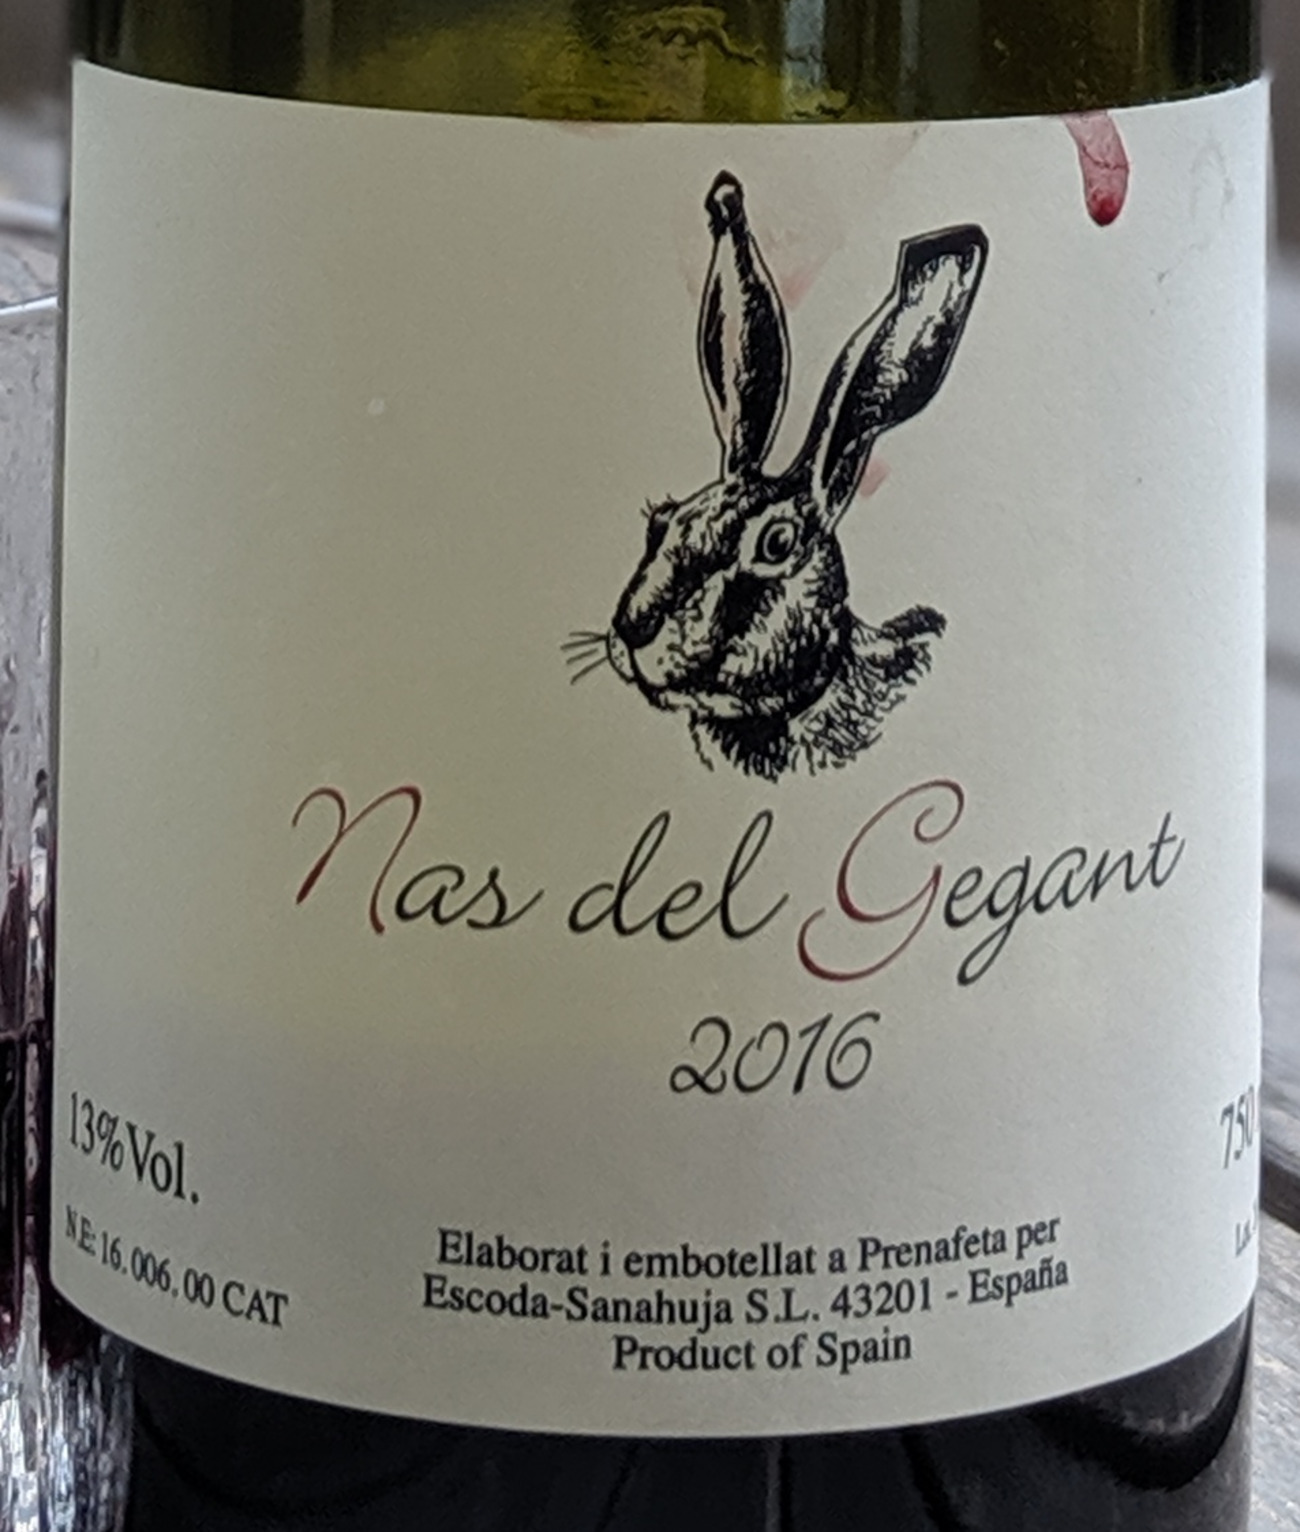 Nas del Gegant
2016
13%Vol.
750
N.E: 16.006.00 CAT
Elaborat i embotellat a Prenafeta per
Escoda-Sanahuja S.L. 43201 - España
Product of Spain